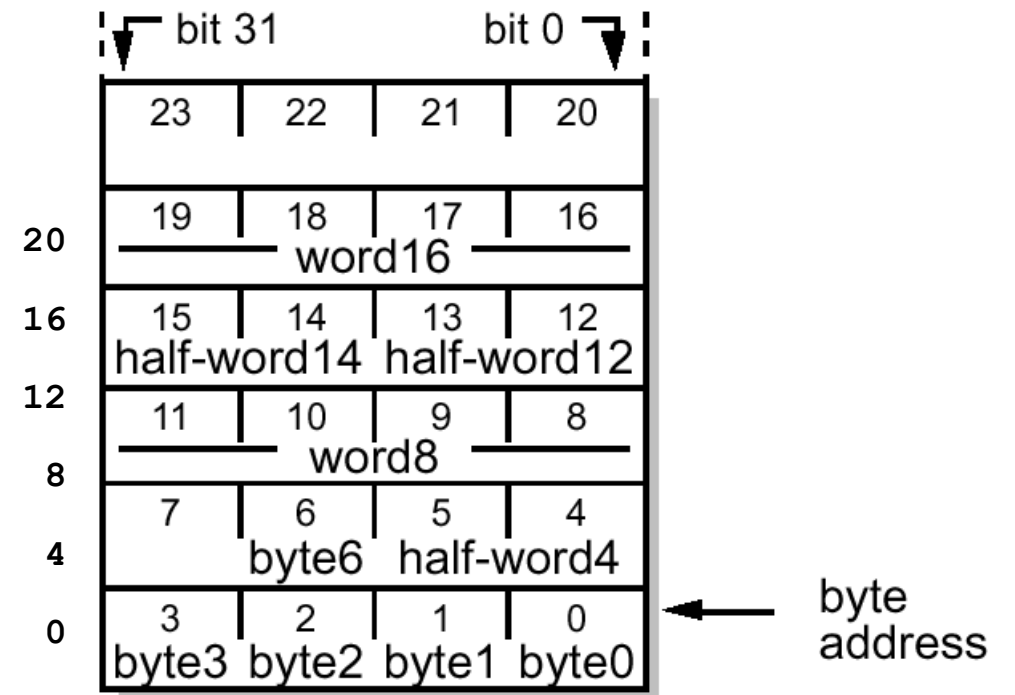 bit 31 bit 0
23 22 21 20
19 18 17 16
20
word16
16
15 14 13 12
half-word14 half-word12
12
11 10 9 8
word8
8
7 6 5 4
4
byte6 half-word4
byte
address
0
3 2 1 0
byte3 byte2 byte1 byte0